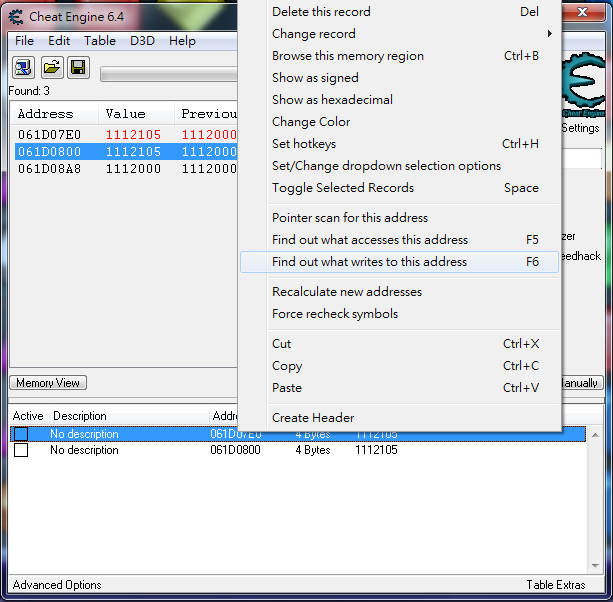 Cheat Engine 6.4
File Edit Table D3D Help
Found: 3
Address Value Previou
061D07E0 1112105 1112000
061D0800 1112105 1112000
061D08A8 1112000 1112000
Cheat Engine
Settings
zer
eedhack
Memory View
anually
Delete this record Del
Change record
Browse this memory region Ctrl+B
Show as signed
Show as hexadecimal
Change Color
Set hotkeys Ctrl+H
Set/Change dropdown selection options
Toggle Selected Records Space
Pointer scan for this address
Find out what accesses this address F5
Find out what writes to this address F6
Recalculate new addresses
Force recheck symbols
Cut Ctrl+X
Copy Ctrl+C
Paste Ctrl+V
Create Header
Active Description Addre
No description 061D07E0 4 Bytes 1112105
No description 061D0800 4 Bytes 1112105
Advanced Options Table Extras